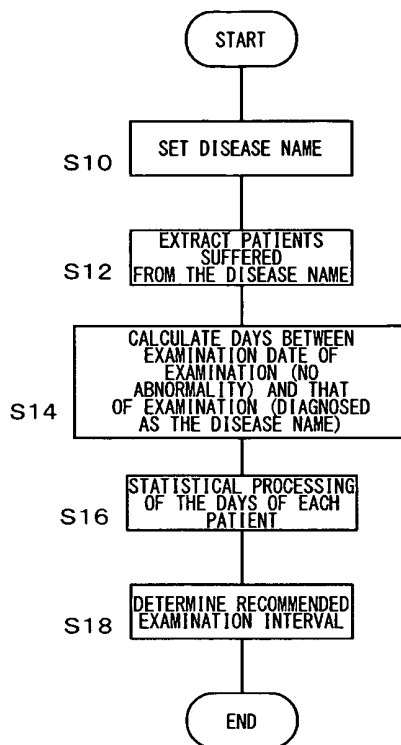 START
S10
SET DISEASE NAME
S12
EXTRACT PATIENTS
SUFFERED
FROM THE DISEASE NAME
S14
CALCULATE DAYS BETWEEN
EXAMINATION DATE OF
EXAMINATION (NO
ABNORMALITY) AND THAT
OF EXAMINATION (DIAGNOSED
AS THE DISEASE NAME)
S16
STATISTICAL PROCESSING
OF THE DAYS OF EACH
PATIENT
S18
DETERMINE RECOMMENDED
EXAMINATION INTERVAL
END